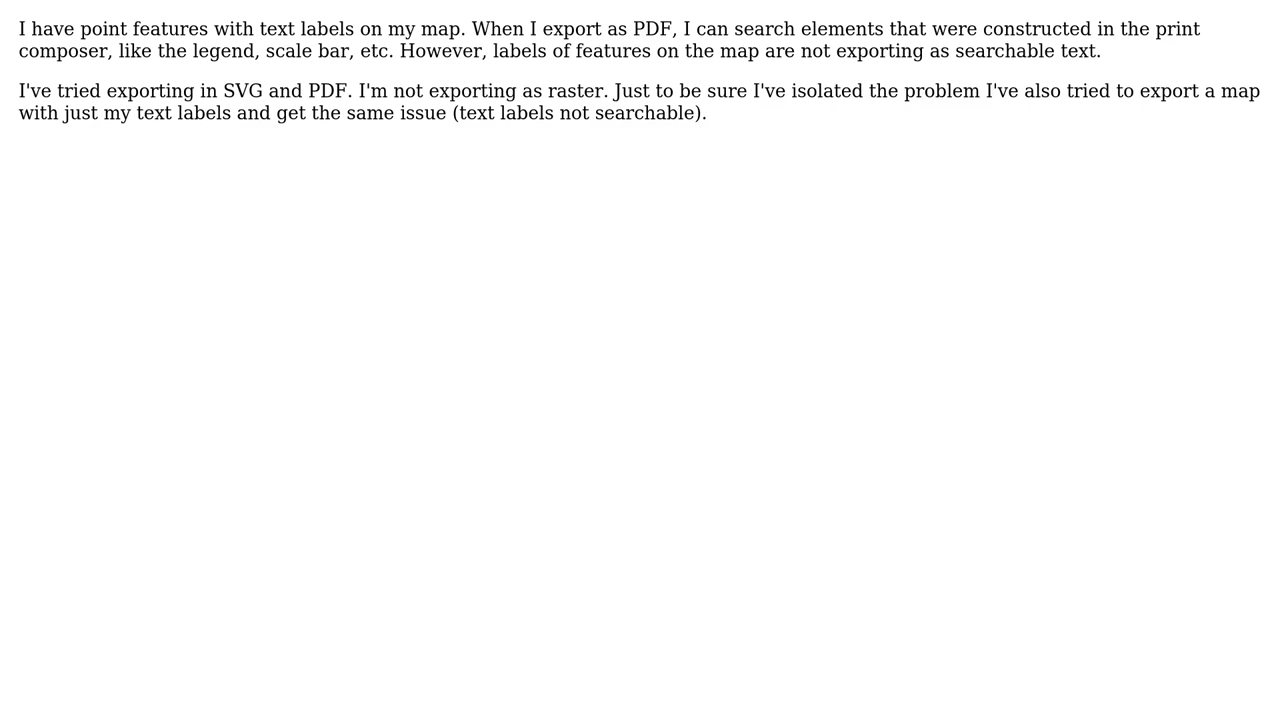 I have point features with text labels on my map. When I export as PDF, I can search elements that were constructed in the print
composer, like the legend, scale bar, etc. However, labels of features on the map are not exporting as searchable text.
I've tried exporting in SVG and PDF. I'm not exporting as raster. Just to be sure I've isolated the problem I've also tried to export a map
with just my text labels and get the same issue (text labels not searchable).